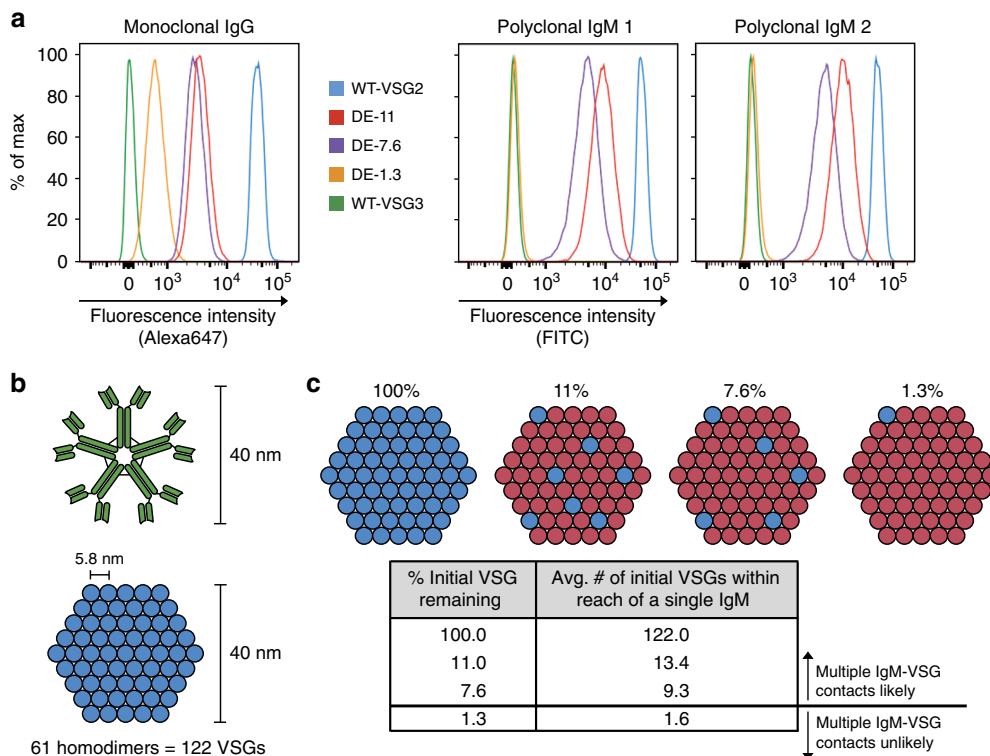 a
Monoclonal IgG
Polyclonal IgM 1
Polyclonal IgM 2
% of max
100
80
60
40
20
0
0 10³ 10⁴ 10⁵
0 10³ 10⁴ 10⁵
0 10³ 10⁴ 10⁵
WT-VSG2
DE-11
DE-7.6
DE-1.3
WT-VSG3
Fluorescence intensity
(Alexa647)
Fluorescence intensity
(FITC)
b
40 nm
5.8 nm
40 nm
61 homodimers = 122 VSGs
c
100% 11% 7.6% 1.3%
% Initial VSG
remaining
Avg. # of initial VSGs within
reach of a single IgM
100.0 122.0
11.0 13.4
7.6 9.3
1.3 1.6
Multiple IgM-VSG
contacts likely
Multiple IgM-VSG
contacts unlikely